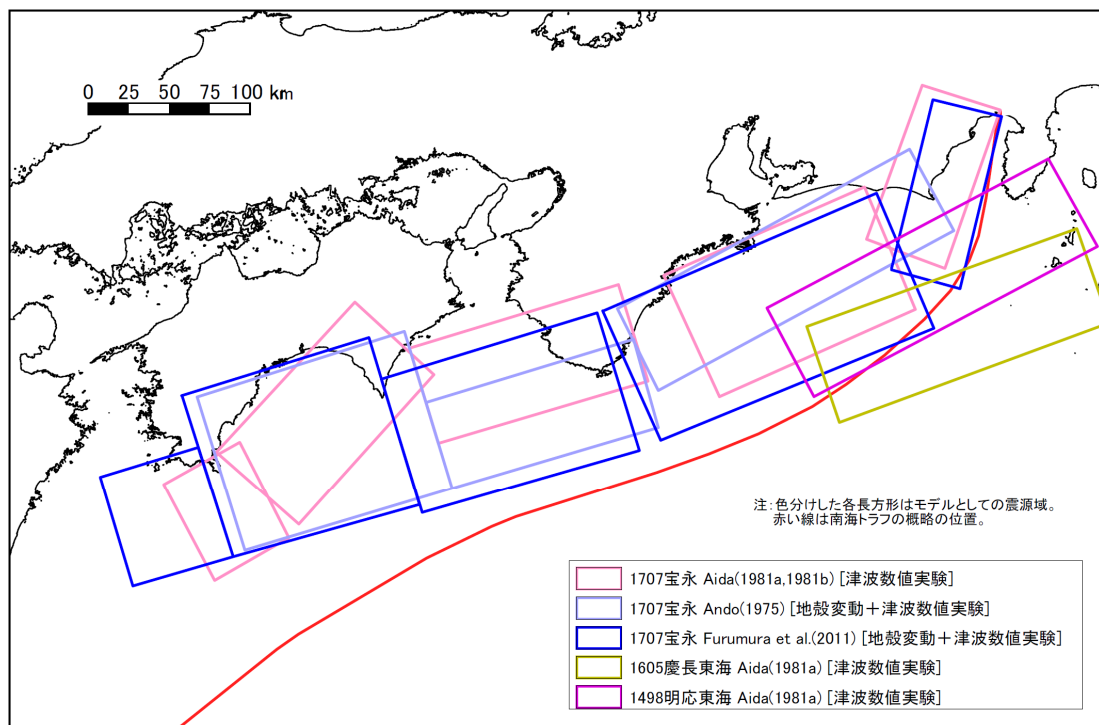 0 25 50 75 100 km
注：色分けした各長方形はモデルとしての震源域。
赤い線は南海トラフの概略の位置。
1707宝永 Aida(1981a,1981b) [津波数値実験]
1707宝永 Ando(1975) [地殻変動＋津波数値実験]
1707宝永 Furumura et al.(2011) [地殻変動＋津波数値実験]
1605慶長東海 Aida(1981a) [津波数値実験]
1498明応東海 Aida(1981a) [津波数値実験]